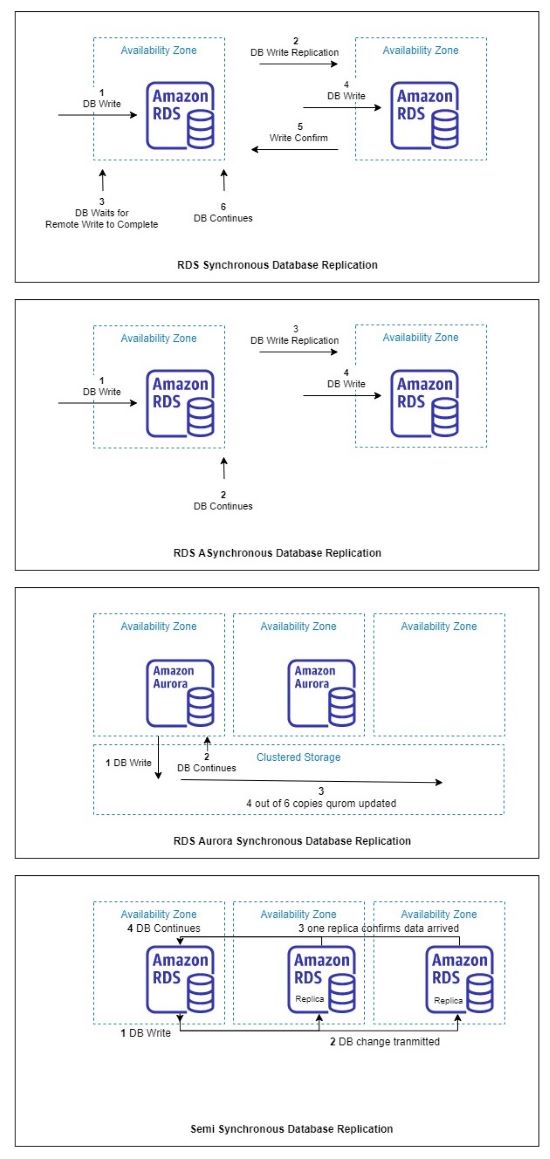 Availability Zone
2
DB Write Replication
Availability Zone
1
DB Write
Amazon
RDS
4
DB Write
Amazon
RDS
5
Write Confirm
3
DB Waits for
Remote Write to Complete
6
DB Continues
RDS Synchronous Database Replication
Availability Zone
3
DB Write Replication
Availability Zone
1
DB Write
Amazon
RDS
4
DB Write
Amazon
RDS
2
DB Continues
RDS ASynchronous Database Replication
Availability Zone
Availability Zone
Availability Zone
Amazon
Aurora
Amazon
Aurora
1 DB Write
2
DB Continues
Clustered Storage
3
4 out of 6 copies qurom updated
RDS Aurora Synchronous Database Replication
Availability Zone
Availability Zone
Availability Zone
4 DB Continues
3 one replica confirms data arrived
Amazon
RDS
Amazon
RDS
Replica
Amazon
RDS
Replica
1 DB Write
2 DB change tranmitted
Semi Synchronous Database Replication